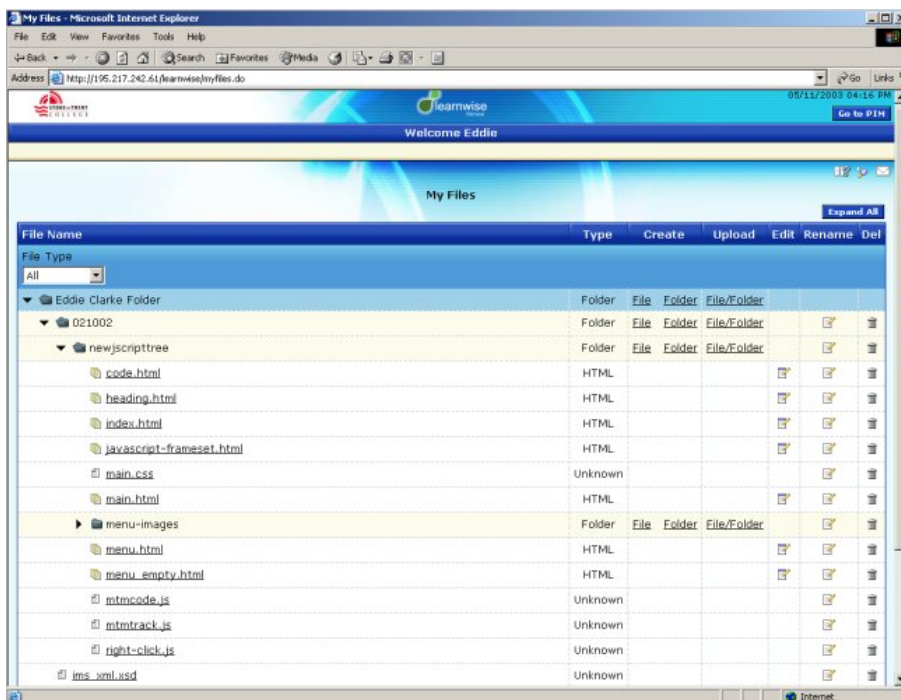 My Files - Microsoft Internet Explorer
File Edit View Favorites Tools Help
Back Search Favorites Media
Address http://195.217.242.61/learnwise/myfiles.do Go Links
STOKE ON TRENT
COLLEGE
learnwise
05/11/2003 04:16 PM
Go to PIM
Welcome Eddie
My Files
Expand All
File Name Type Create Upload Edit Rename Del
File Type
All
Eddie Clarke Folder Folder File Folder File/Folder
021002 Folder File Folder File/Folder
newjscripttree Folder File Folder File/Folder
code.html HTML
heading.html HTML
index.html HTML
javascript-frameset.html HTML
main.css Unknown
main.html HTML
menu-images Folder File Folder File/Folder
menu.html HTML
menu_empty.html HTML
mtmcode.js Unknown
mtmtrack.js Unknown
right-click.js Unknown
ims_xml.xsd Unknown
Internet